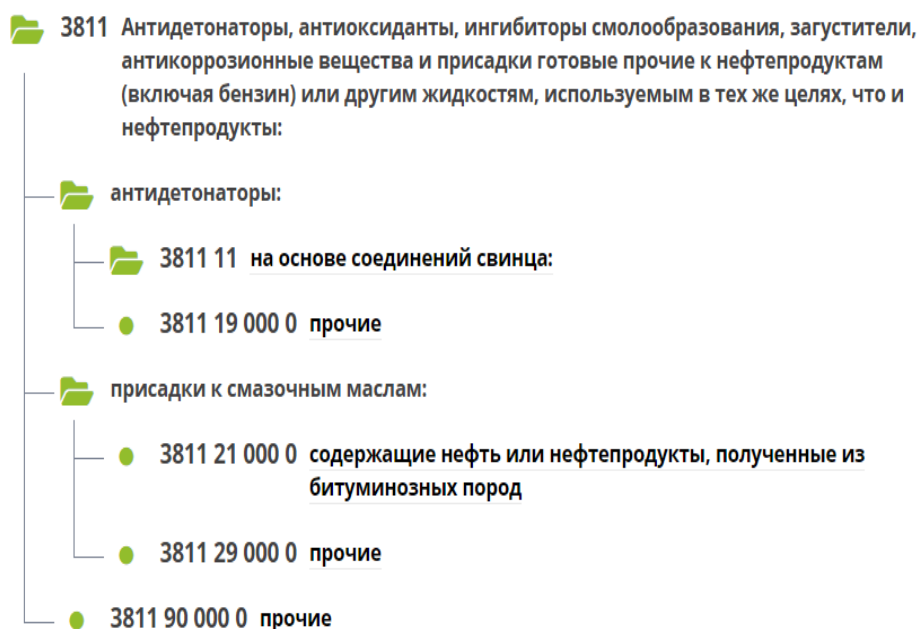 3811 Антидетонаторы, антиоксиданты, ингибиторы смолообразования, загустители,
антикоррозионные вещества и присадки готовые прочие к нефтепродуктам
(включая бензин) или другим жидкостям, используемым в тех же целях, что и
нефтепродукты:
антидетонаторы:
3811 11 на основе соединений свинца:
3811 19 000 0 прочие
присадки к смазочным маслам:
3811 21 000 0 содержащие нефть или нефтепродукты, полученные из
битуминозных пород
3811 29 000 0 прочие
3811 90 000 0 прочие